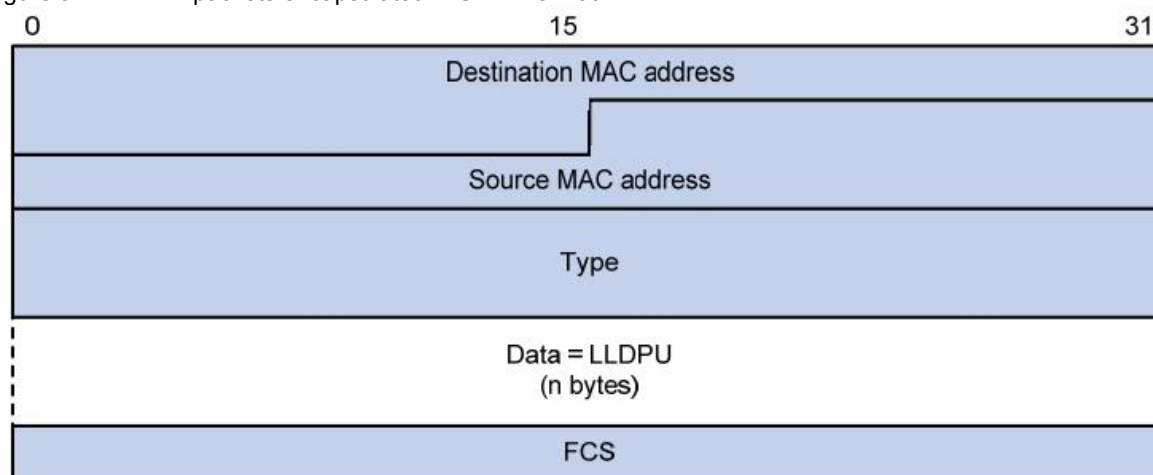 0 15 31
Destination MAC address
Source MAC address
Type
Data = LLDPU
(n bytes)
FCS